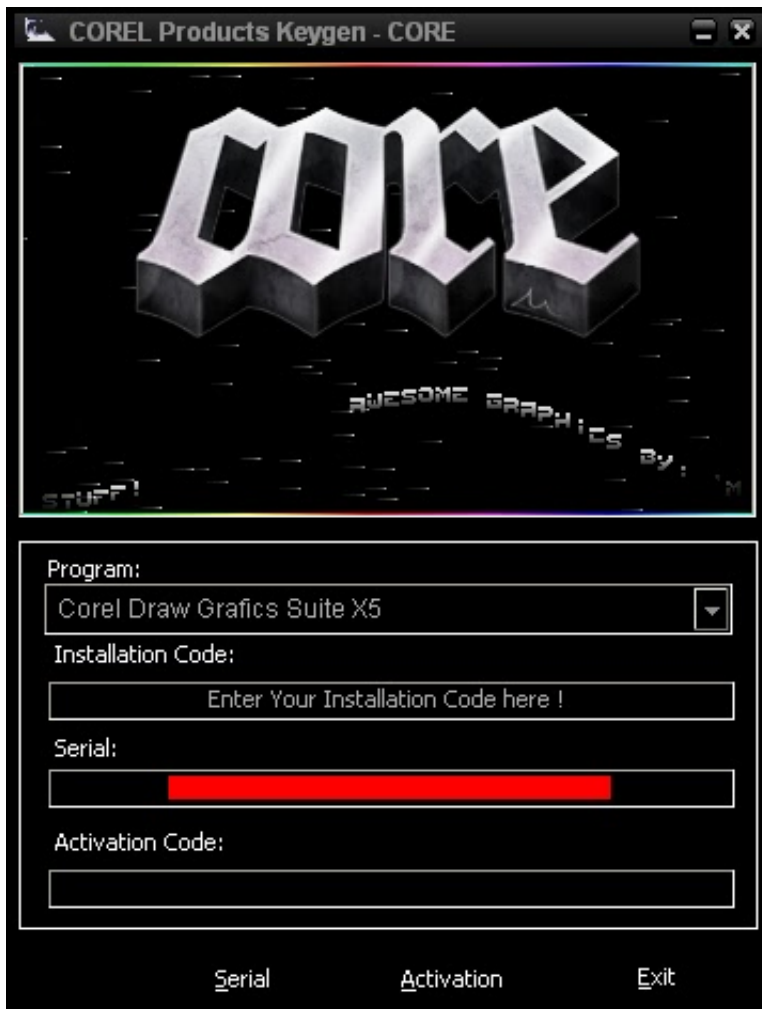 COREL Products Keygen - CORE
core
AWESOME GRAPHiCS By: 'M
STUFF!
Program:
Corel Draw Grafics Suite X5
Installation Code:
Enter Your Installation Code here !
Serial:
Activation Code:
Serial Activation Exit